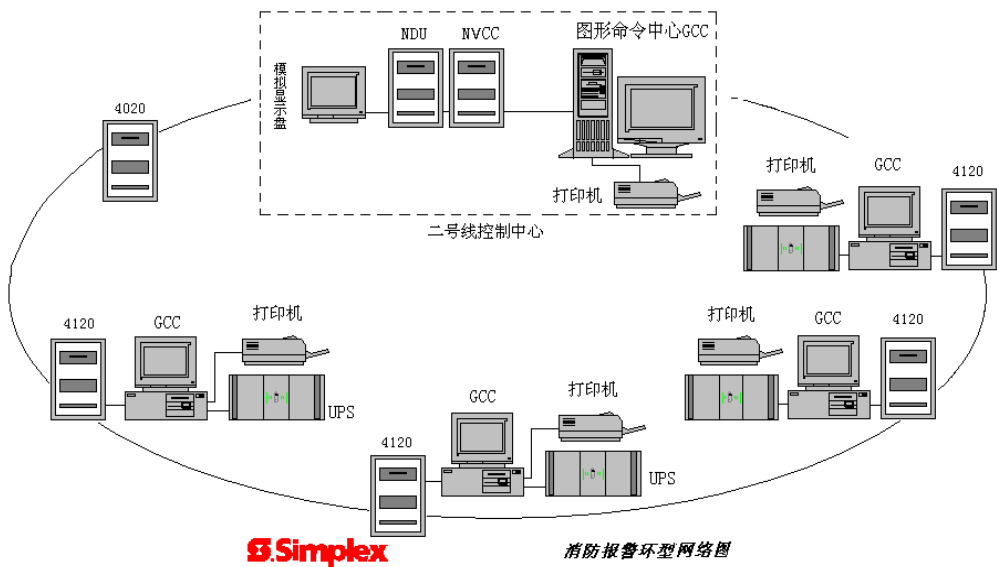 图形命令中心GCC
NDU
NVCC
模拟显示盘
4020
打印机
二号线控制中心
打印机
GCC
4120
4120
GCC
打印机
UPS
打印机
GCC
4120
4120
GCC
打印机
UPS
Simplex
消防报警环型网络图